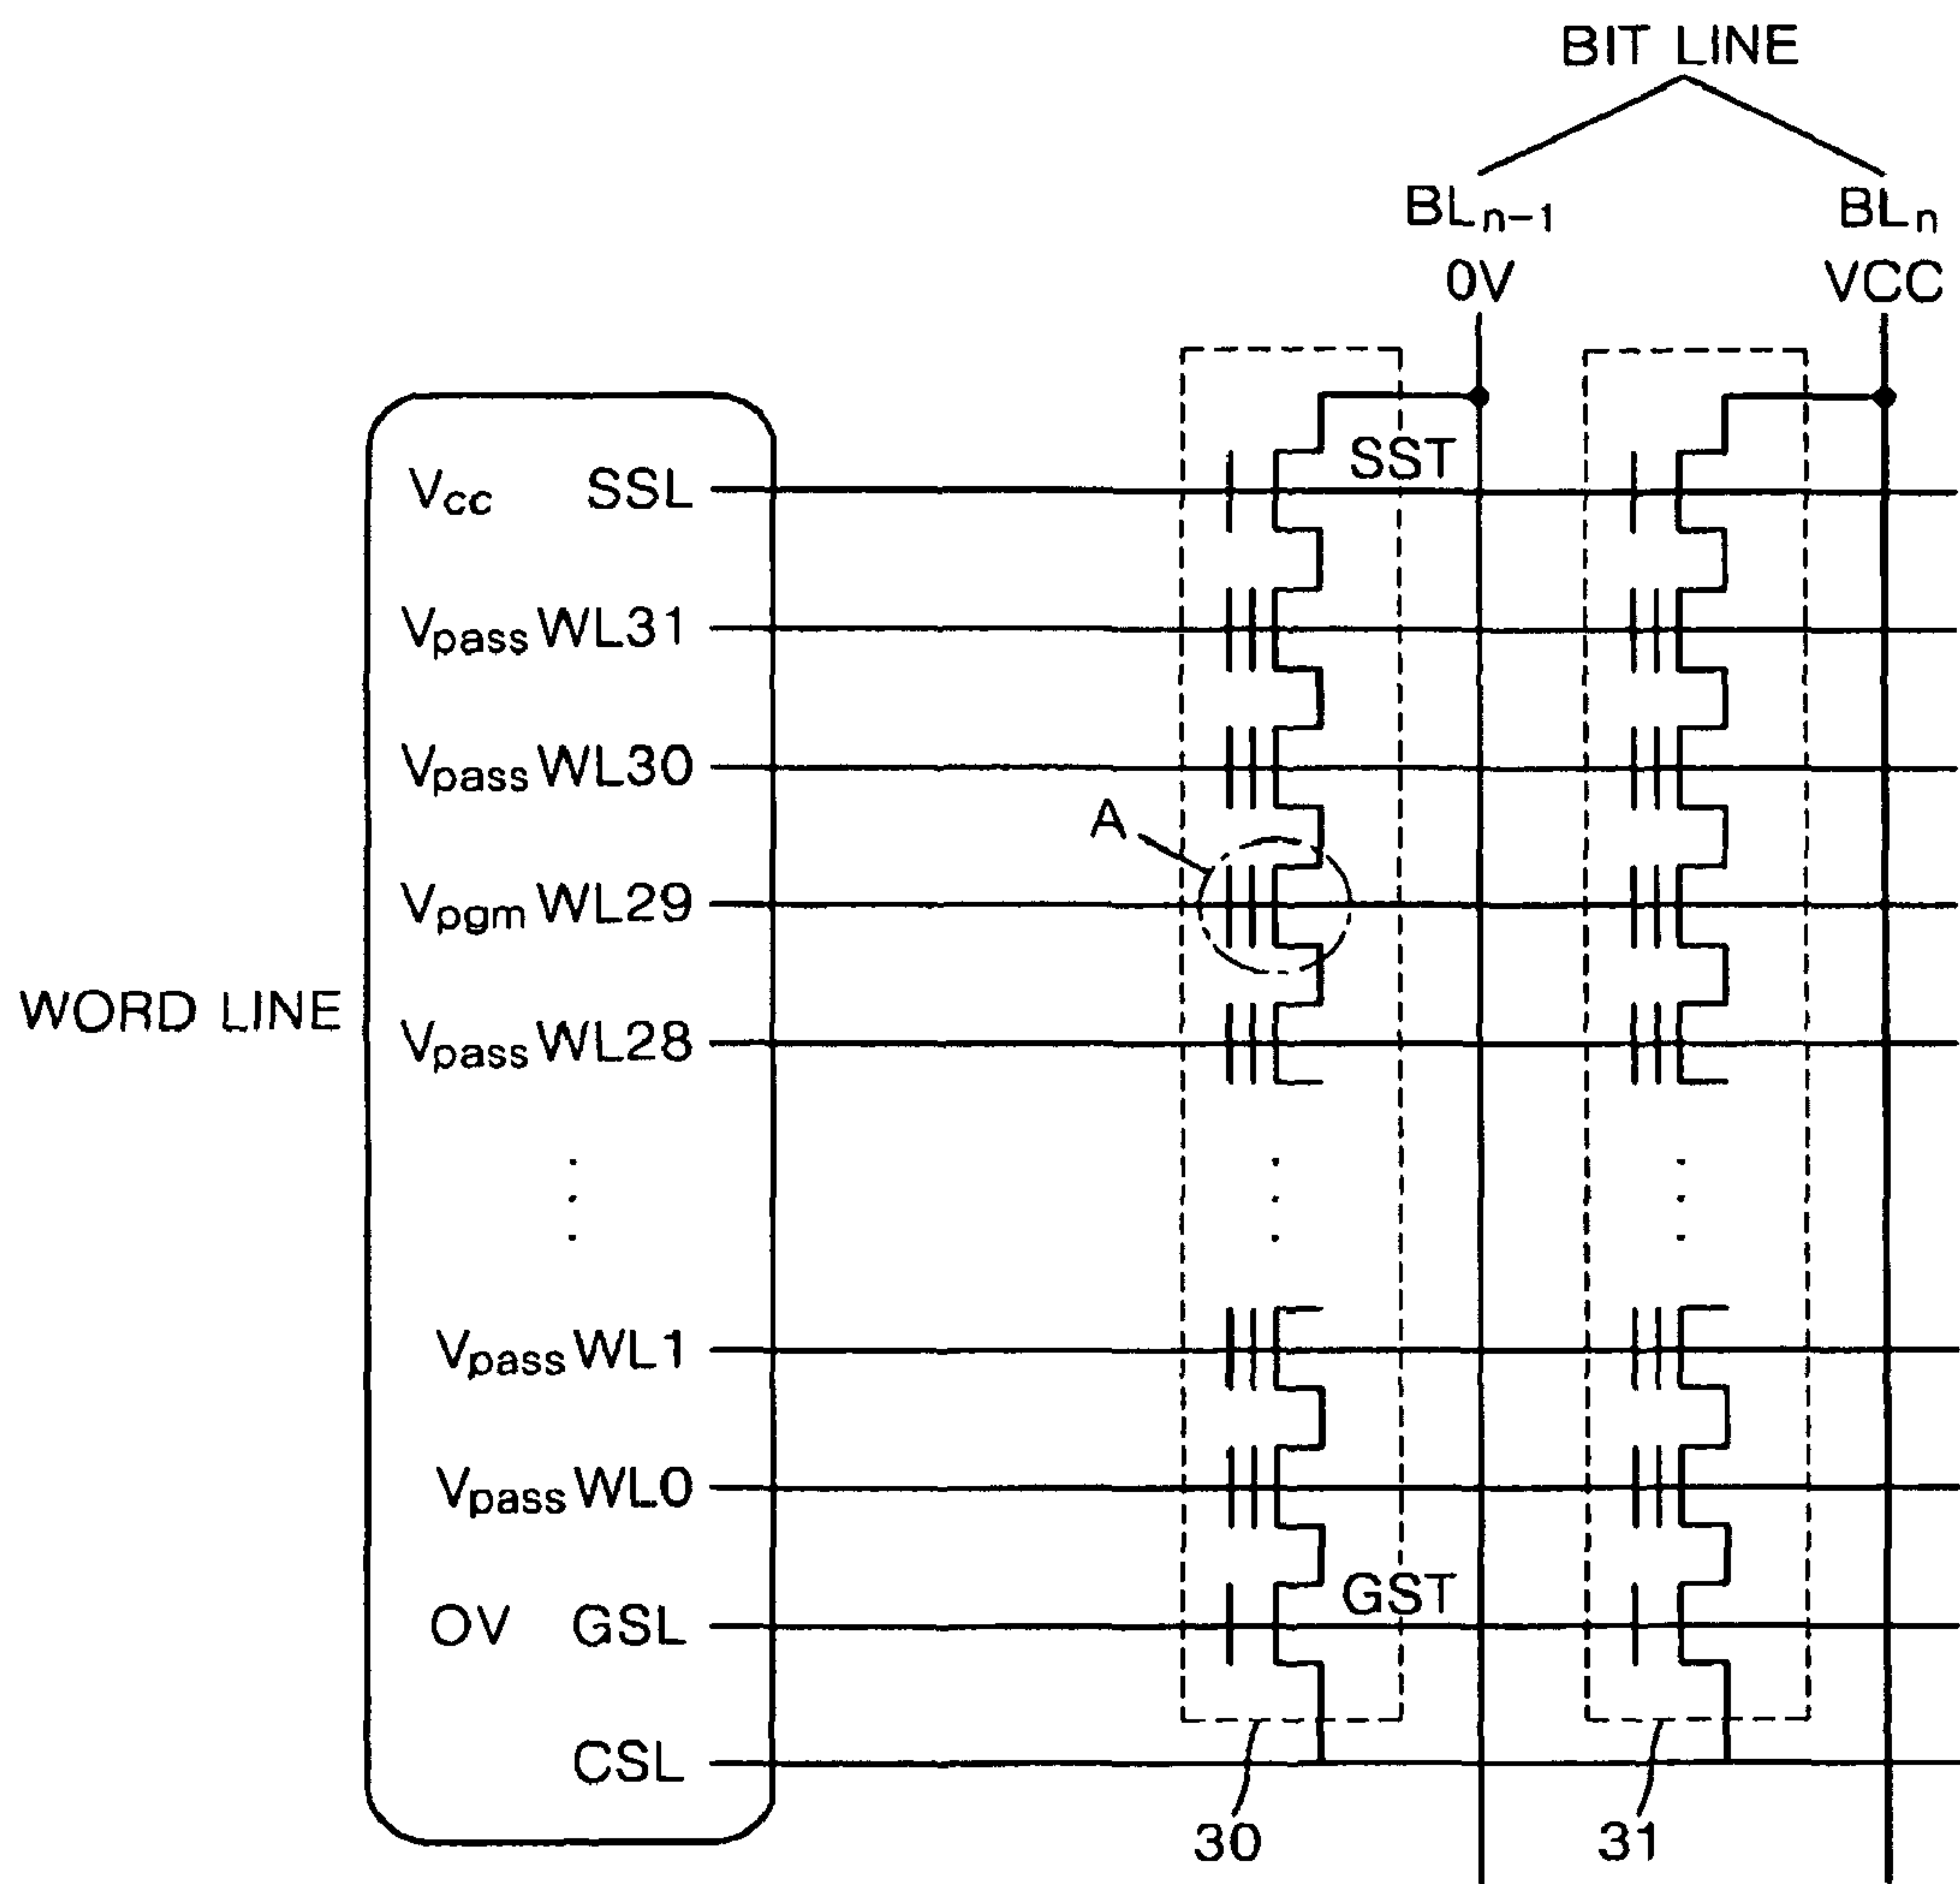 BIT LINE
BLn-1 BLn
0V VCC
Vcc SSL SST
Vpass WL31
Vpass WL30
A
Vpgm WL29
WORD LINE
Vpass WL28
Vpass WL1
Vpass WL0
GST
OV GSL
CSL
30 31